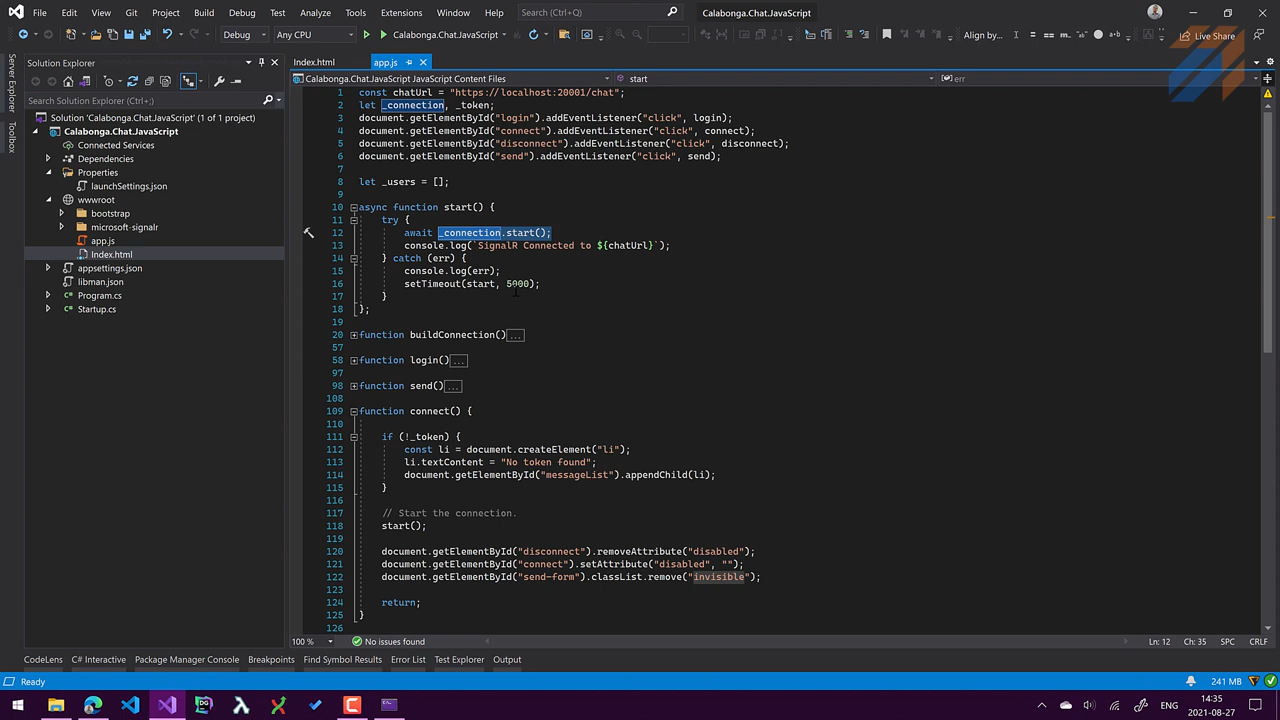 File Edit View Git Project Build Debug Test Analyze Tools Extensions Window Help Search (Ctrl+Q) Calabonga.Chat.JavaScript
Debug Any CPU Calabonga.Chat.JavaScript Align by... Live Share
Server Explorer
Toolbox
Solution Explorer
Search Solution Explorer (Ctrl+;)
Solution 'Calabonga.Chat.JavaScript' (1 of 1 project)
Calabonga.Chat.JavaScript
Connected Services
Dependencies
Properties
launchSettings.json
wwwroot
bootstrap
microsoft-signalr
app.js
Index.html
appsettings.json
libman.json
Program.cs
Startup.cs
Index.html app.js
Calabonga.Chat.JavaScript JavaScript Content Files start err
1 const chatUrl = "https://localhost:20001/chat";
2 let _connection, _token;
3 document.getElementById("login").addEventListener("click", login);
4 document.getElementById("connect").addEventListener("click", connect);
5 document.getElementById("disconnect").addEventListener("click", disconnect);
6 document.getElementById("send").addEventListener("click", send);
7
8 let _users = [];
9
10 async function start() {
11 try {
12 await _connection.start();
13 console.log(`SignalR Connected to ${chatUrl}`);
14 } catch (err) {
15 console.log(err);
16 setTimeout(start, 5000);
17 }
18 };
19
20 function buildConnection()...
57
58 function login()...
97
98 function send()...
108
109 function connect() {
110
111 if (!_token) {
112 const li = document.createElement("li");
113 li.textContent = "No token found";
114 document.getElementById("messageList").appendChild(li);
115 }
116
117 // Start the connection.
118 start();
119
120 document.getElementById("disconnect").removeAttribute("disabled");
121 document.getElementById("connect").setAttribute("disabled", "");
122 document.getElementById("send-form").classList.remove("invisible");
123
124 return;
125 }
126
100 % No issues found Ln: 12 Ch: 35 SPC CRLF
CodeLens C# Interactive Package Manager Console Breakpoints Find Symbol Results Error List Test Explorer Output
Ready 241 MB
ENG 14:35
2021-08-27